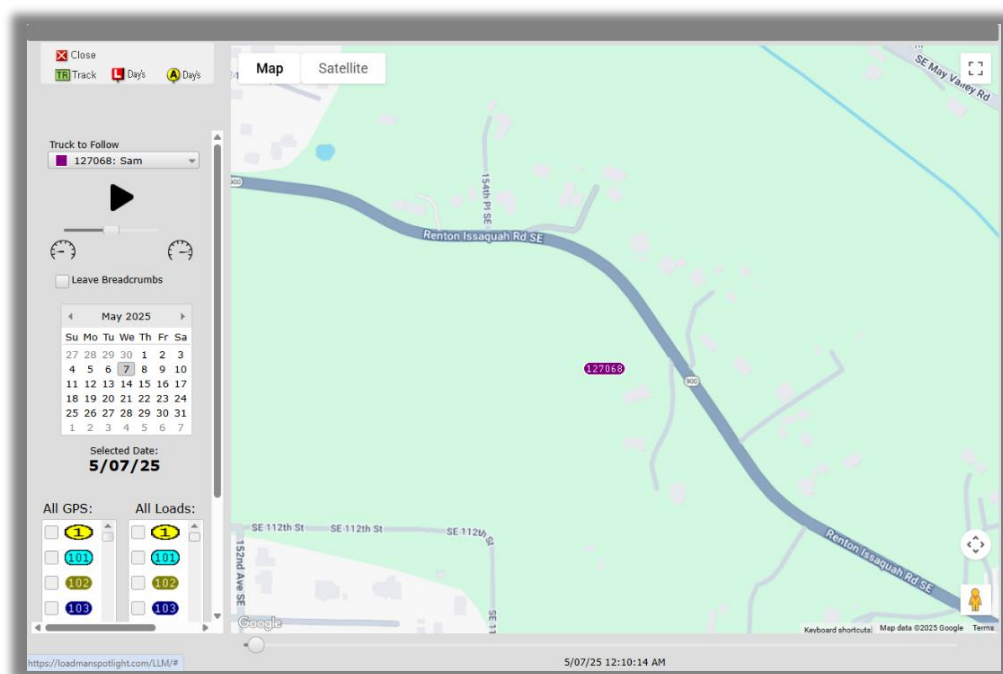 Close
TR Track L Day's A Day's
Truck to Follow
127068: Sam
Leave Breadcrumbs
May 2025
Su Mo Tu We Th Fr Sa
27 28 29 30 1 2 3
4 5 6 7 8 9 10
11 12 13 14 15 16 17
18 19 20 21 22 23 24
25 26 27 28 29 30 31
1 2 3 4 5 6 7
Selected Date:
5/07/25
All GPS: All Loads:
1 1
101 101
102 102
103 103
https://loadmanspotlight.com/LLM/#
Map Satellite
SE May Valley Rd
900
154th Pl SE
Renton Issaquah Rd SE
127068
900
SE 112th St SE 112th St SE 112th St
152nd Ave SE
Renton Issaquah Rd SE
SE 11
Google
Keyboard shortcuts Map data ©2025 Google Terms
5/07/25 12:10:14 AM